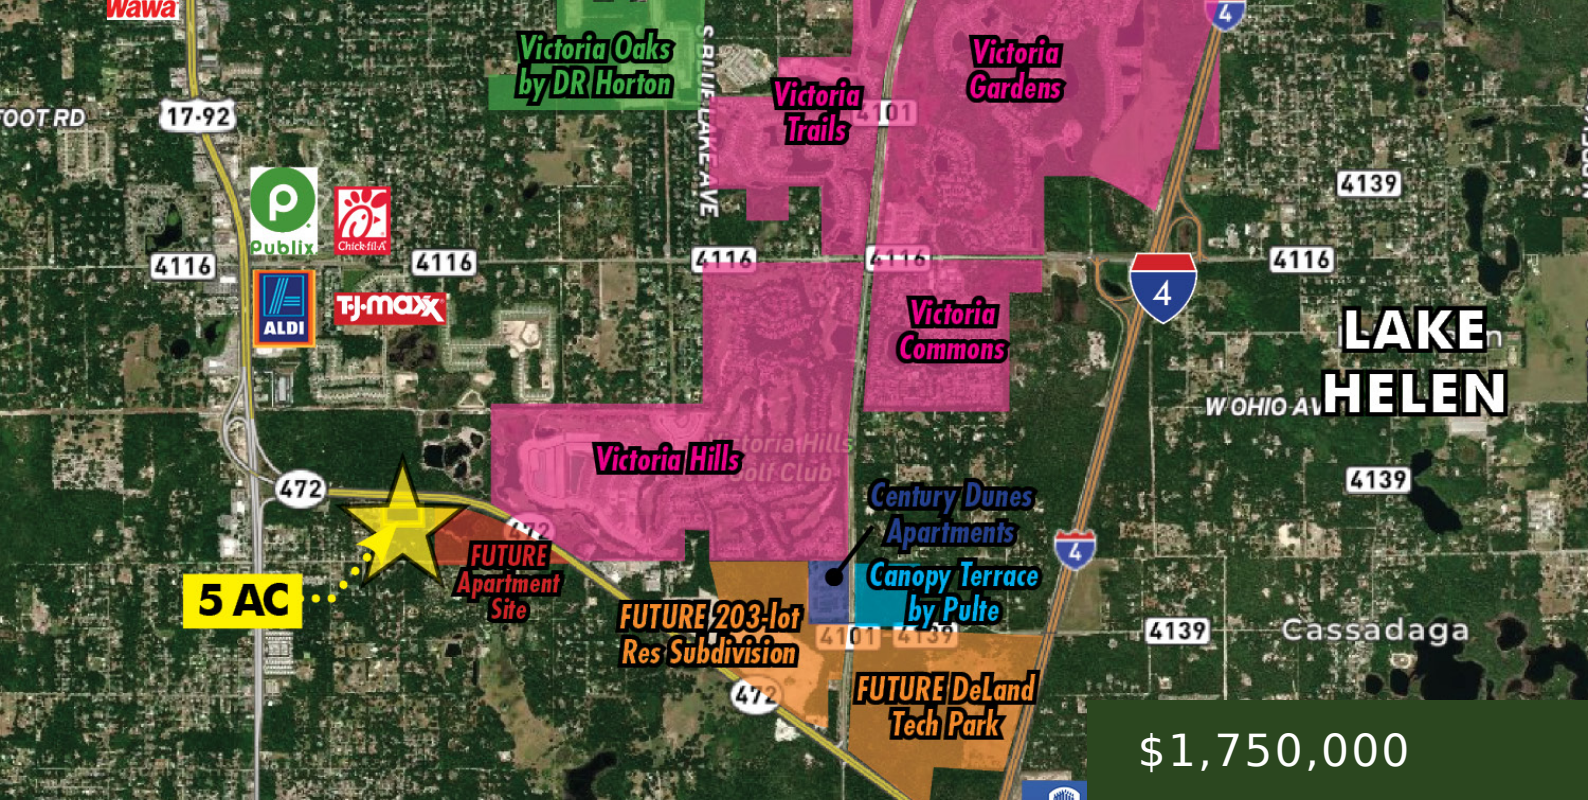 Wawa
4
Victoria Oaks
by DR Horton
S BLUE LAKE AVE
Victoria
Gardens
Victoria
Trails
4101
FOOT RD
17-92
4139
Publix
Chick-fil-A
4116
4116
4116
4116
4116
4
ALDI
T.J.maxx
Victoria
Commons
LAKE
HELEN
W OHIO AV
Victoria Hills
Victoria Hills
Golf Club
472
4139
Century Dunes
Apartments
472
4
FUTURE
Apartment
Site
5 AC
Canopy Terrace
by Pulte
FUTURE 203-lot
Res Subdivision
4101
4139
4139
Cassadaga
472
FUTURE DeLand
Tech Park
$1,750,000